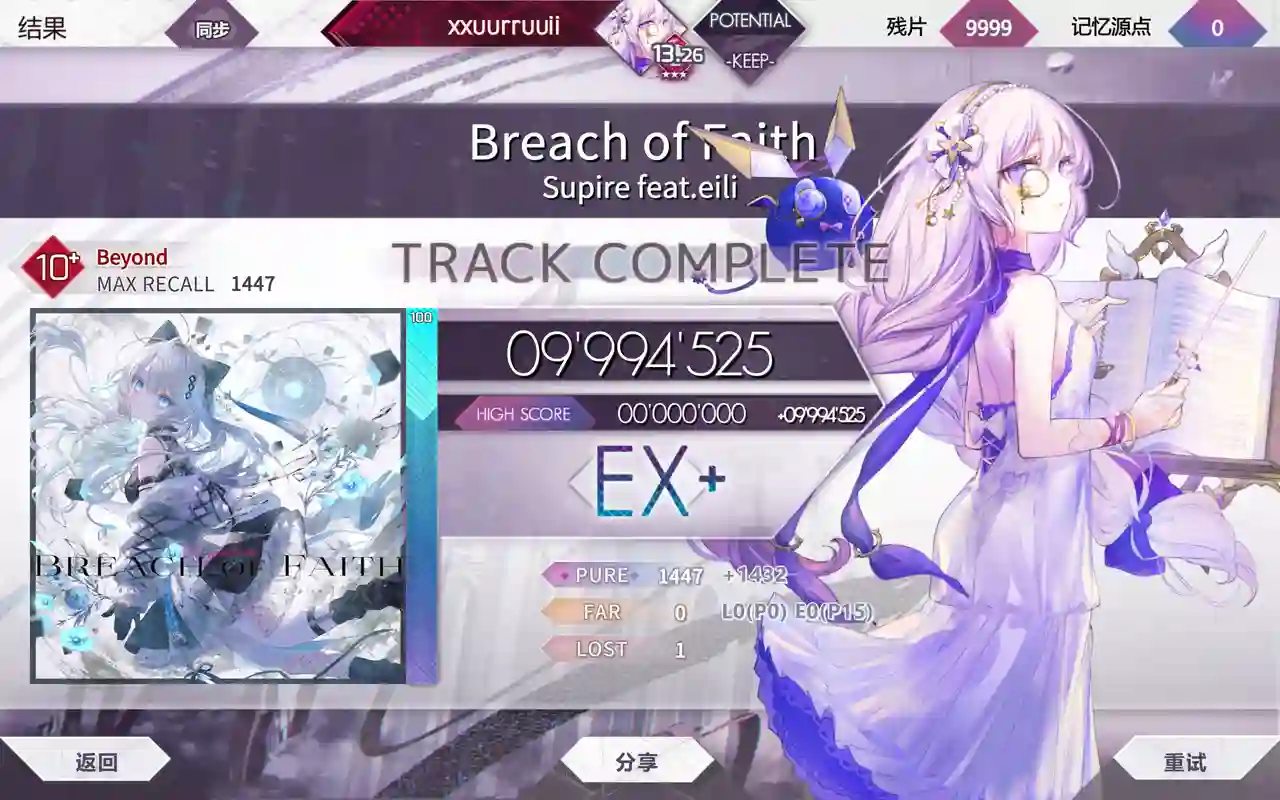 结果
同步
xxuurruuii
13.26
POTENTIAL
-KEEP-
残片
9999
记忆源点
0
Breach of Faith
Supire feat.eili
10+
Beyond
MAX RECALL 1447
TRACK COMPLETE
100
09'994'525
HIGH SCORE 00'000'000 +09'994'525
EX+
BREACH OF FAITH
PURE 1447 +1432
FAR 0 L0(P0) E0(P15)
LOST 1
返回
分享
重试